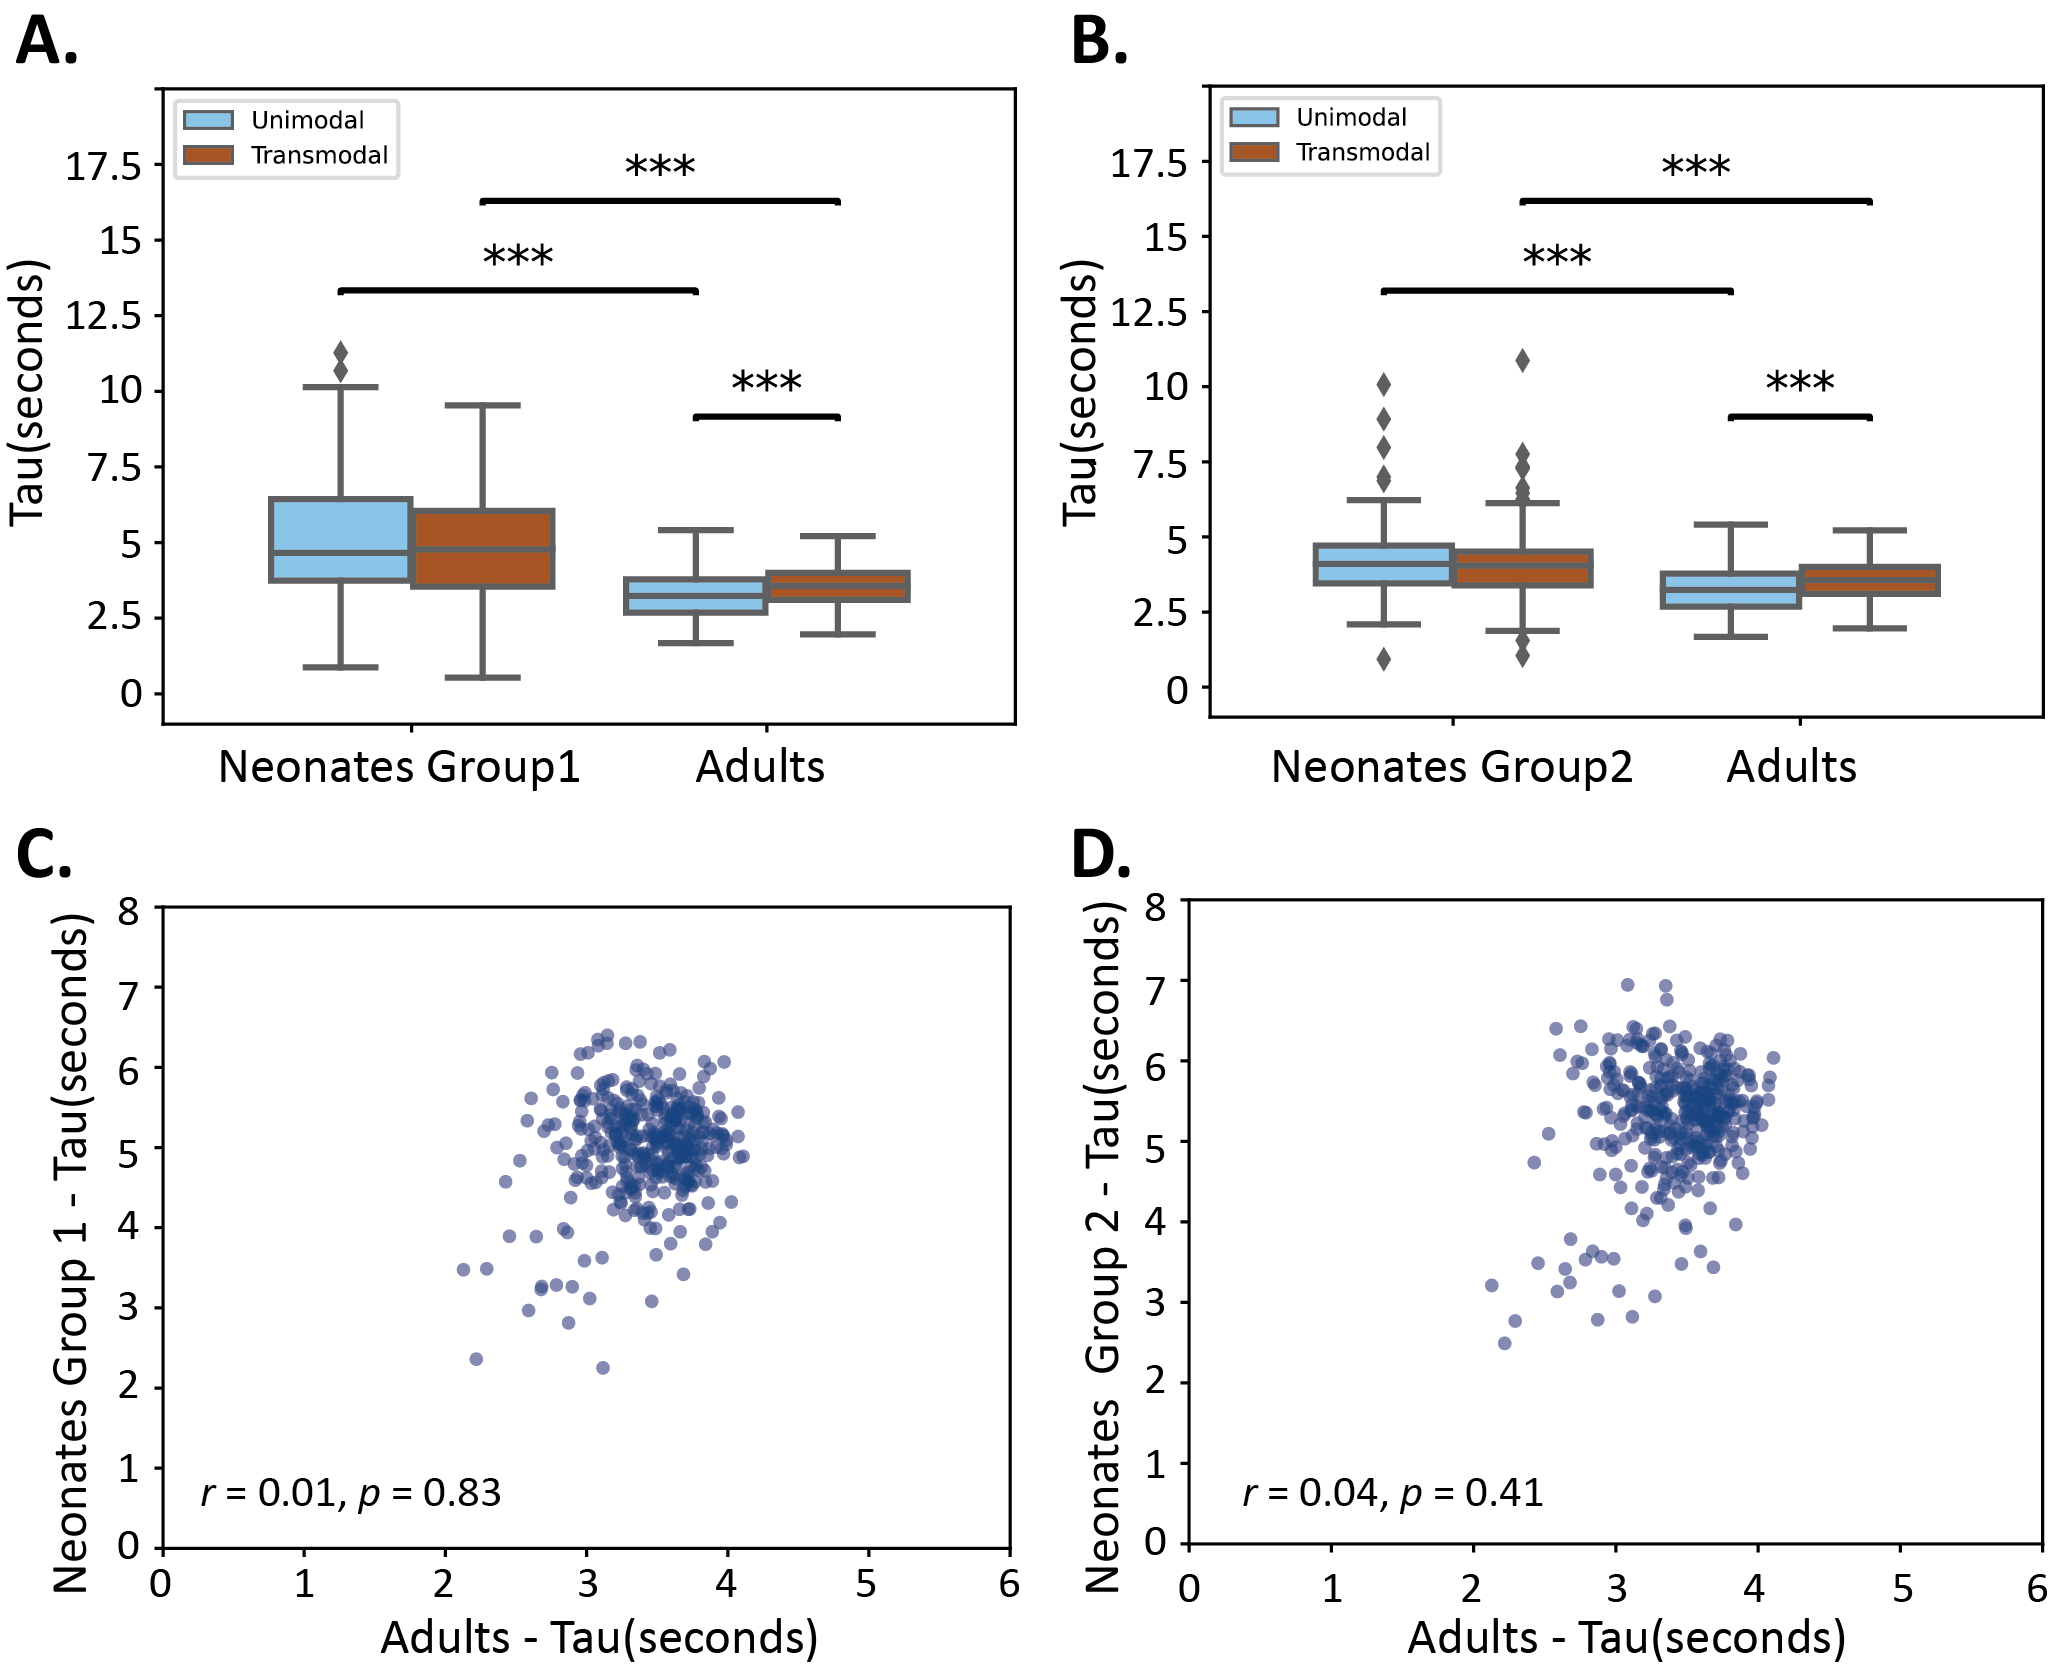 A.
Unimodal
Transmodal
***
***
***
17.5
15
12.5
10
7.5
5
2.5
0
Tau(seconds)
Neonates Group1
Adults
B.
Unimodal
Transmodal
***
***
***
17.5
15
12.5
10
7.5
5
2.5
0
Tau(seconds)
Neonates Group2
Adults
C.
8
7
6
5
4
3
2
1
0
Neonates Group 1 - Tau(seconds)
r = 0.01, p = 0.83
0 1 2 3 4 5 6
Adults - Tau(seconds)
D.
8
7
6
5
4
3
2
1
0
Neonates Group 2 - Tau(seconds)
r = 0.04, p = 0.41
0 1 2 3 4 5 6
Adults - Tau(seconds)